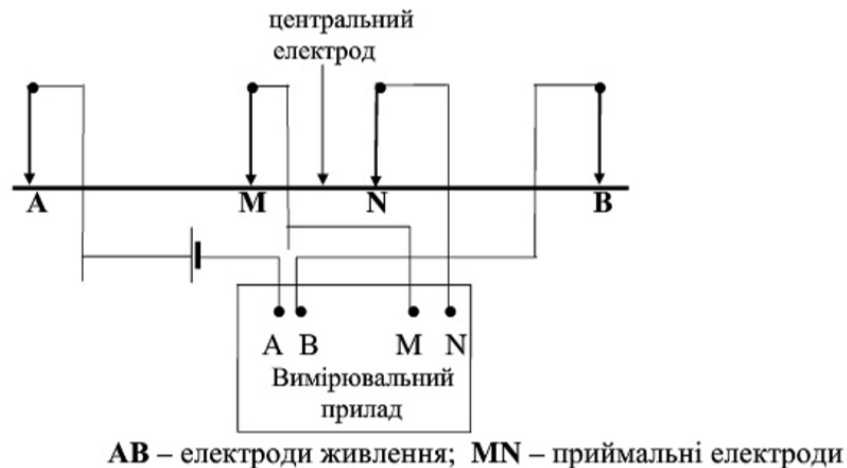 центральний
електрод
A M N B
A B M N
Вимірювальний
прилад
AB – електроди живлення; MN – приймальні електроди